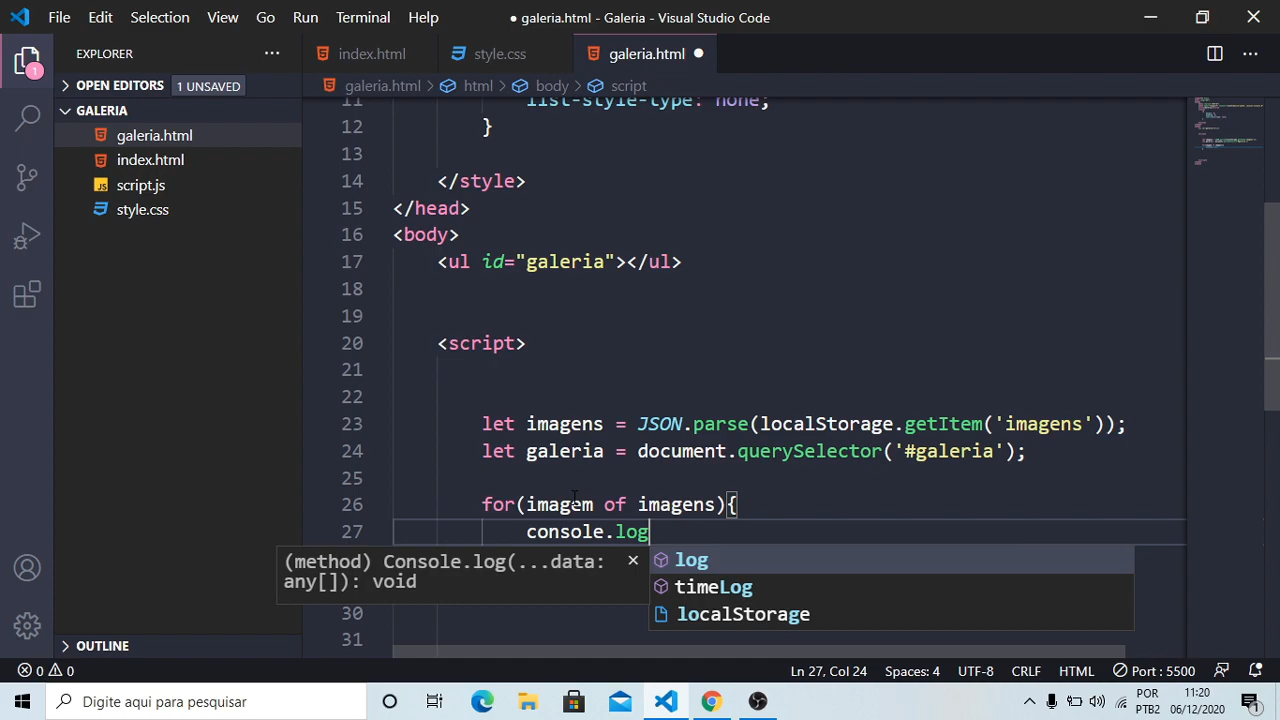 File Edit Selection View Go Run Terminal Help
● galeria.html - Galeria - Visual Studio Code
EXPLORER
OPEN EDITORS 1 UNSAVED
GALERIA
galeria.html
index.html
script.js
style.css
OUTLINE
1
index.html
style.css
galeria.html ●
galeria.html > html > body > script
11 list-style-type: none;
12 }
13
14 </style>
15 </head>
16 <body>
17 <ul id="galeria"></ul>
18
19
20 <script>
21
22
23 let imagens = JSON.parse(localStorage.getItem('imagens'));
24 let galeria = document.querySelector('#galeria');
25
26 for(imagem of imagens){
27 console.log
(method) Console.log(...data:
any[]): void
log
timeLog
localStorage
30
31
0 0
Ln 27, Col 24 Spaces: 4 UTF-8 CRLF HTML Port : 5500
Digite aqui para pesquisar
POR
PTB2
11:20
06/12/2020
1